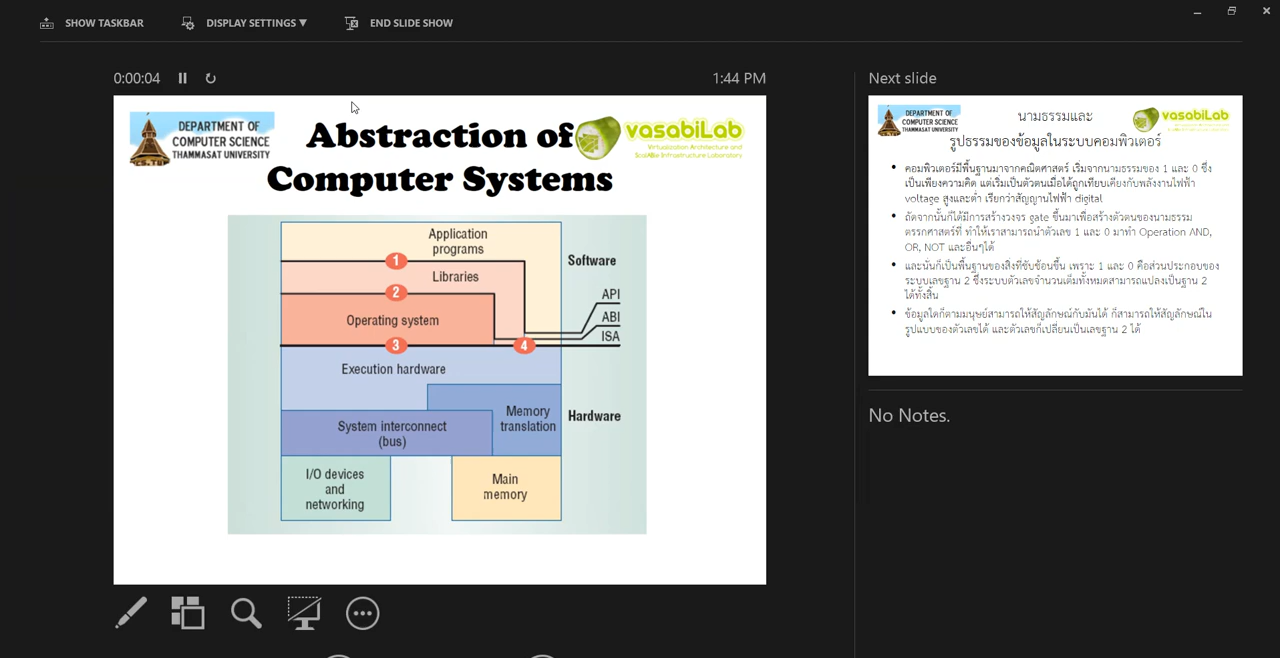 SHOW TASKBAR
DISPLAY SETTINGS ▼
END SLIDE SHOW
0:00:04
1:44 PM
DEPARTMENT OF
COMPUTER SCIENCE
THAMMASAT UNIVERSITY
Abstraction of
Computer Systems
vasabiLab
Virtualization Architecture and
ScalAble Infrastructure Laboratory
Application
programs
1
Libraries
2
Operating system
3
4
Software
API
ABI
ISA
Execution hardware
Memory
translation
Hardware
System interconnect
(bus)
I/O devices
and
networking
Main
memory
Next slide
DEPARTMENT OF
COMPUTER SCIENCE
THAMMASAT UNIVERSITY
นามธรรมและ
รูปธรรมของข้อมูลในระบบคอมพิวเตอร์
vasabiLab
• คอมพิวเตอร์มีพื้นฐานมาจากคณิตศาสตร์ เริ่มจากนามธรรมของ 1 และ 0 ซึ่ง
เป็นเพียงความคิด แต่เริ่มเป็นตัวตนเมื่อได้ถูกเทียบเคียงกับพลังงานไฟฟ้า
voltage สูงและต่ำ เรียกว่าสัญญานไฟฟ้า digital
• ถัดจากนั้นก็ได้มีการสร้างวงจร gate ขึ้นมาเพื่อสร้างตัวตนของนามธรรม
ตรรกศาสตร์ที่ ทำให้เราสามารถนำตัวเลข 1 และ 0 มาทำ Operation AND,
OR, NOT และอื่นๆได้
• และนั่นก็เป็นพื้นฐานของสิ่งที่ซับซ้อนขึ้น เพราะ 1 และ 0 คือส่วนประกอบของ
ระบบเลขฐาน 2 ซึ่งระบบตัวเลขจำนวนเต็มทั้งหมดสามารถแปลงเป็นฐาน 2
ได้ทั้งสิ้น
• ข้อมูลใดก็ตามมนุษย์สามารถให้สัญลักษณ์กับมันได้ ก็สามารถให้สัญลักษณ์ใน
รูปแบบของตัวเลขได้ และตัวเลขก็เปลี่ยนเป็นเลขฐาน 2 ได้
No Notes.